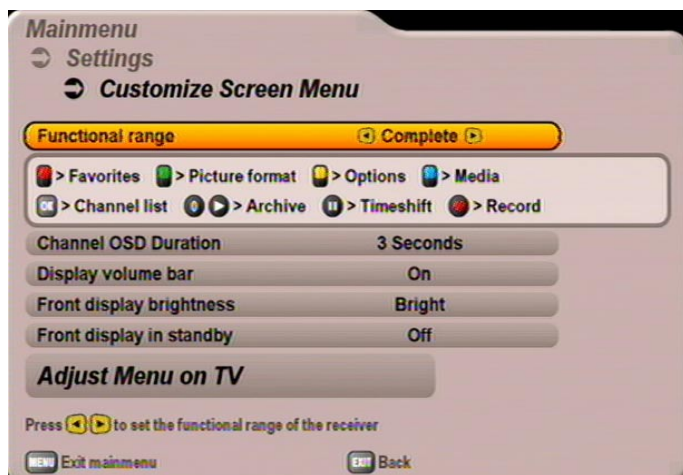 Mainmenu
Settings
Customize Screen Menu
Functional range Complete
> Favorites > Picture format > Options > Media
OK > Channel list 0 > Archive > Timeshift > Record
Channel OSD Duration 3 Seconds
Display volume bar On
Front display brightness Bright
Front display in standby Off
Adjust Menu on TV
Press to set the functional range of the receiver
MENU Exit mainmenu EXIT Back